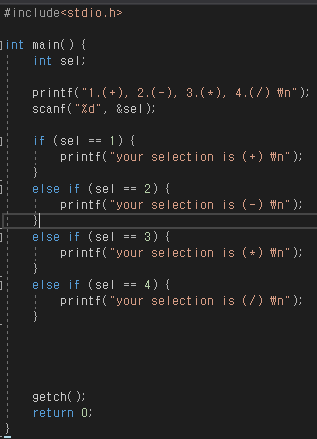 #include<stdio.h>
int main() {
int sel;
printf("1.(+), 2.(-), 3.(*), 4.(/) ₩n");
scanf("%d", &sel);
if (sel == 1) {
printf("your selection is (+) ₩n");
}
else if (sel == 2) {
printf("your selection is (-) ₩n");
}
else if (sel == 3) {
printf("your selection is (*) ₩n");
}
else if (sel == 4) {
printf("your selection is (/) ₩n");
}
getch();
return 0;
}